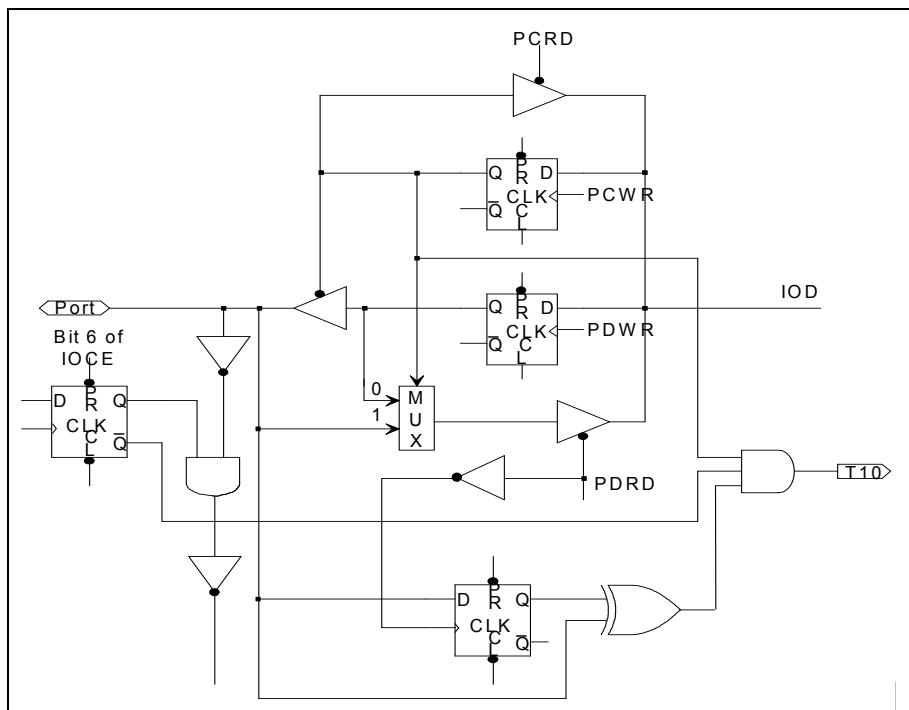 PCRD
Q PR D
CLK
PCWR
Q CL
Port
Q PR D
IOD
CLK
PDWR
Q CL
Bit 6 of
IOCE
D PR Q
CLK
CL Q
0
1
MUX
PDRD
T10
D PR Q
CLK
CL Q